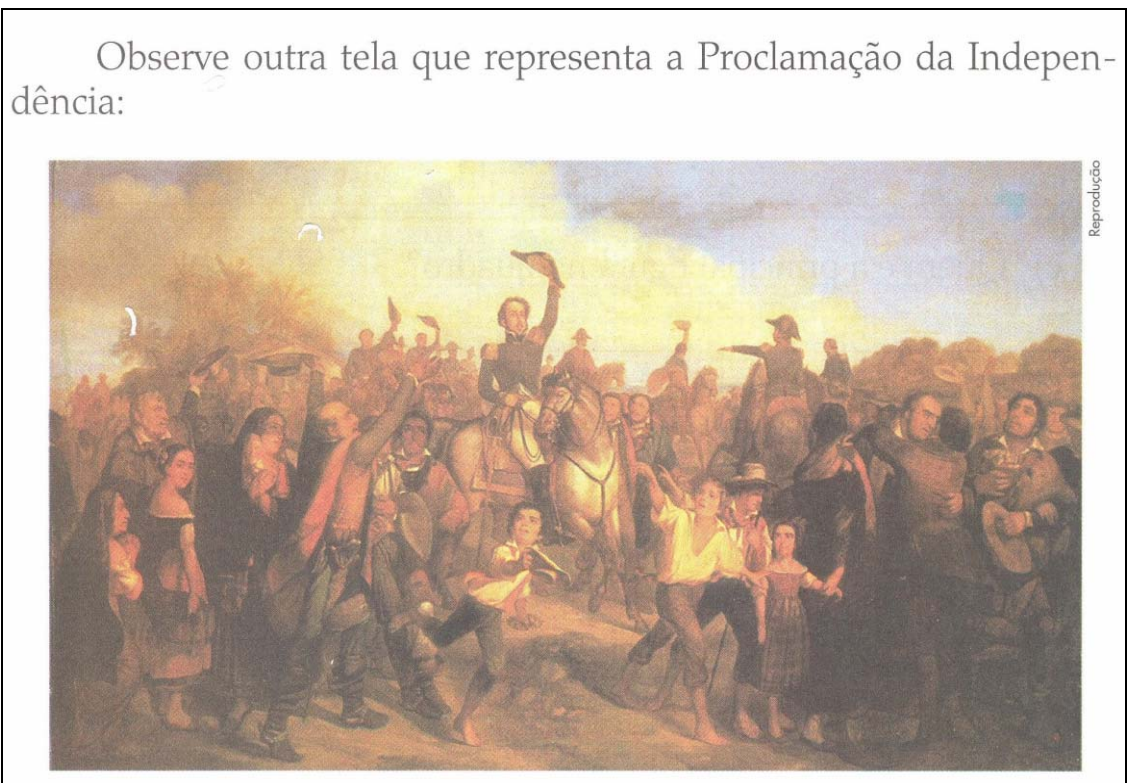 Observe outra tela que representa a Proclamação da Indepen-
dência:
Reprodução